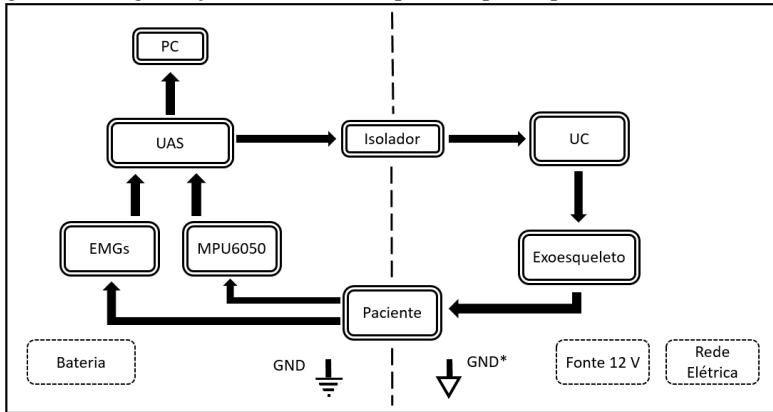 PC
UAS
Isolador
UC
EMGs
MPU6050
Exoesqueleto
Paciente
Bateria
GND
GND*
Fonte 12 V
Rede
Elétrica